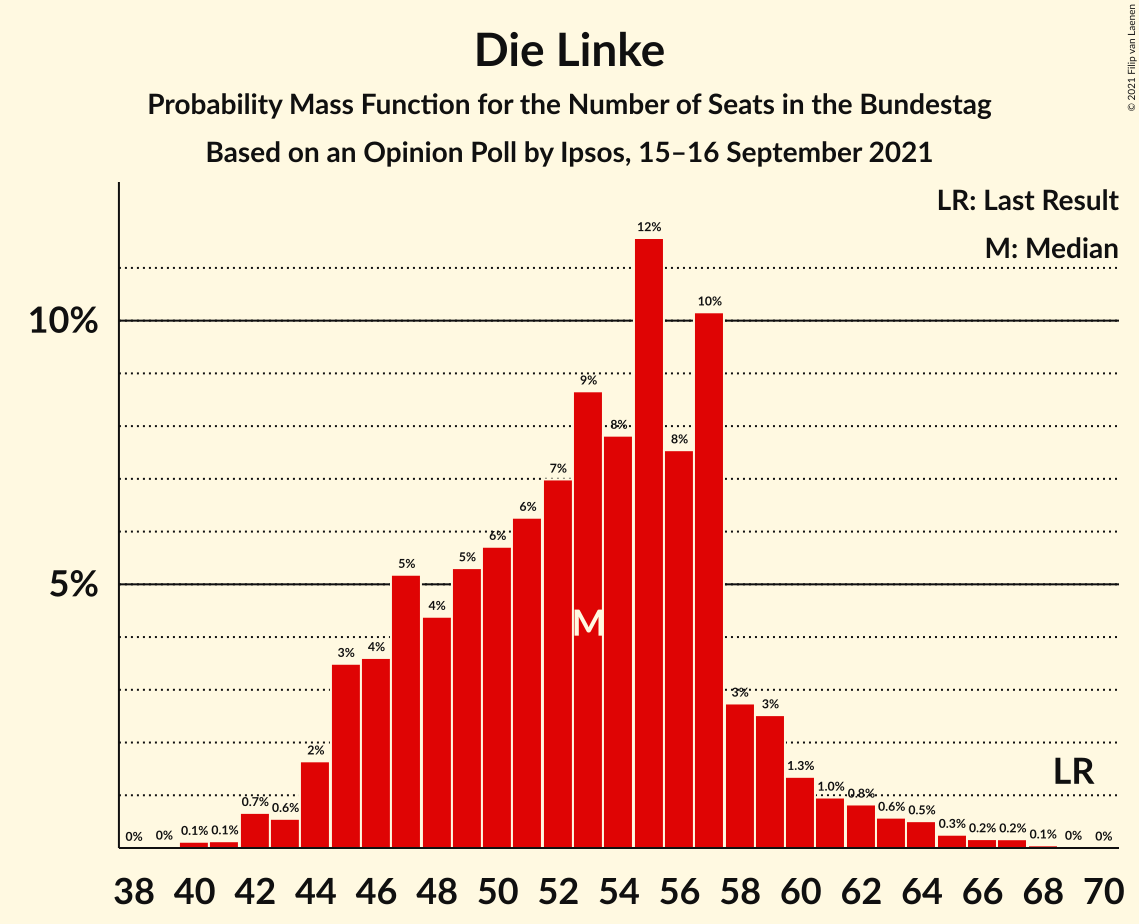 Die Linke
Probability Mass Function for the Number of Seats in the Bundestag
Based on an Opinion Poll by Ipsos, 15–16 September 2021
© 2021 Filip van Laenen
LR: Last Result
M: Median
10%
5%
0% 0% 0.1% 0.1% 0.7% 0.6% 2% 3% 4% 5% 4% 5% 6% 6% 7% 9% 8% 12% 8% 10% 3% 3% 1.3% 1.0% 0.8% 0.6% 0.5% 0.3% 0.2% 0.2% 0.1% 0% 0%
M
LR
38 40 42 44 46 48 50 52 54 56 58 60 62 64 66 68 70